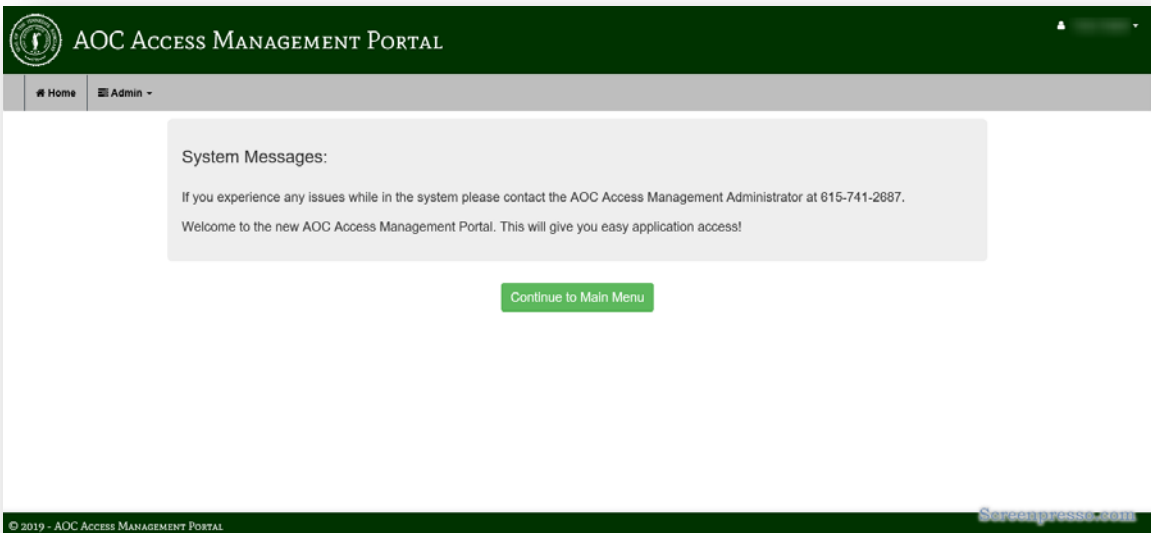 AOC Access Management Portal
Home
Admin
System Messages:
If you experience any issues while in the system please contact the AOC Access Management Administrator at 615-741-2687.
Welcome to the new AOC Access Management Portal. This will give you easy application access!
Continue to Main Menu
Screenpresso.com
© 2019 - AOC Access Management Portal